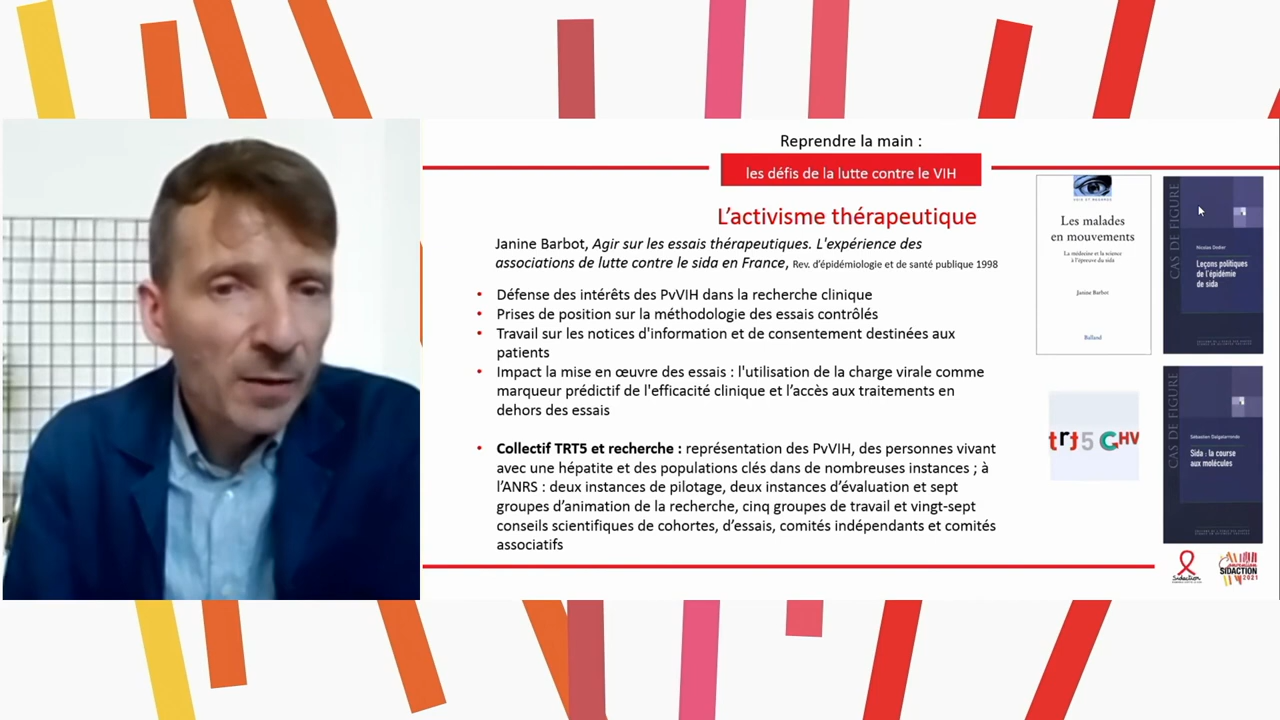 Reprendre la main :
les défis de la lutte contre le VIH
L'activisme thérapeutique
Janine Barbot, Agir sur les essais thérapeutiques. L'expérience des
associations de lutte contre le sida en France, Rev. d'épidémiologie et de santé publique 1998
• Défense des intérêts des PvVIH dans la recherche clinique
• Prises de position sur la méthodologie des essais contrôlés
• Travail sur les notices d'information et de consentement destinées aux
patients
• Impact la mise en œuvre des essais : l'utilisation de la charge virale comme
marqueur prédictif de l'efficacité clinique et l'accès aux traitements en
dehors des essais
• Collectif TRT5 et recherche : représentation des PvVIH, des personnes vivant
avec une hépatite et des populations clés dans de nombreuses instances ; à
l'ANRS : deux instances de pilotage, deux instances d'évaluation et sept
groupes d'animation de la recherche, cinq groupes de travail et vingt-sept
conseils scientifiques de cohortes, d'essais, comités indépendants et comités
associatifs
Les malades
en mouvements
La médecine et la science
à l'épreuve du sida
Janine Barbot
Balland
CAS DE FIGURE
Nicolas Dodier
Leçons politiques
de l'épidémie
de sida
trt5 CHV
CAS DE FIGURE
Sébastien Dalgalarrondo
Sida : la course
aux molécules
Sidaction
convention
SIDACTION
2021